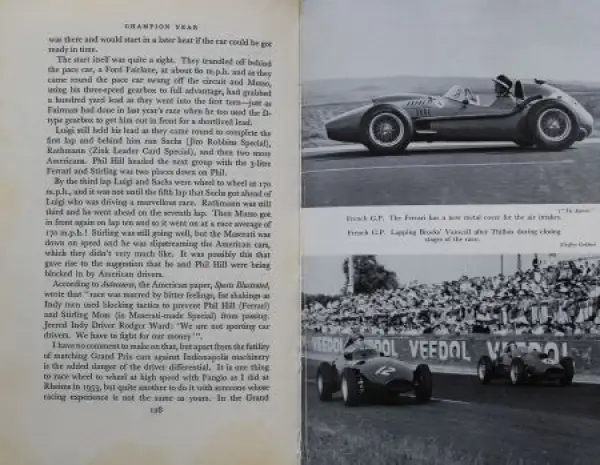 CHAMPION YEAR
was there and would start in a later heat if the car could be got
ready in time.
The start itself was quite a sight. They trundled off behind
the pace car, a Ford Fairlane, at about 60 m.p.h. and as they
came round the pace car swung off the circuit and Musso,
using his three-speed gearbox to full advantage, had grabbed
a hundred yard lead as they went into the first turn—just as
Fairman had done in last year's race when he too used the D-
type gearbox to get him out in front for a shortlived lead.
Luigi still held his lead as they came round to complete the
first lap and behind him ran Sachs (Jim Robbins Special),
Rathmann (Zink Leader Card Special), and then two more
Americans. Phil Hill headed the next group with the 3-litre
Ferrari and Stirling was two places down on Phil.
By the third lap Luigi and Sachs were wheel to wheel at 170
m.p.h., and it was not until the fifth lap that Sachs got ahead of
Luigi who was driving a marvellous race. Rathmann was still
third and he went ahead on the seventh lap. Then Musso got
in front again on lap ten and so it went on at a race average of
170 m.p.h.! Stirling was still going well, but the Maserati was
down on speed and he was slipstreaming the American cars,
which they didn't very much like. It was possibly this that
gave rise to the suggestion that he and Phil Hill were being
blocked in by American drivers.
According to Autonews, the American paper, Sports Illustrated,
wrote that "race was marred by bitter feelings, fist shakings as
Indy men used blocking tactics to prevent Phil Hill (Ferrari)
and Stirling Moss (in Maserati-made Special) from passing.
Jeered Indy Driver Rodger Ward: 'We are not sporting car
drivers. We have to fight for our money'".
I have no comment to make on that, but apart from the futility
of matching Grand Prix cars against Indianapolis machinery
is the added danger of the driver differential. It is one thing
to race wheel to wheel at high speed with Fangio as I did at
Rheims in 1953, but quite another to do it with someone whose
racing experience is not the same as yours. In the Grand
128
French G.P. The Ferrari has a new metal cover for the air intakes.
French G.P. Lapping Brooks' Vanwall after Thillois during closing
stages of the race.
VEEDOL VEEDOL VEEDOL
12